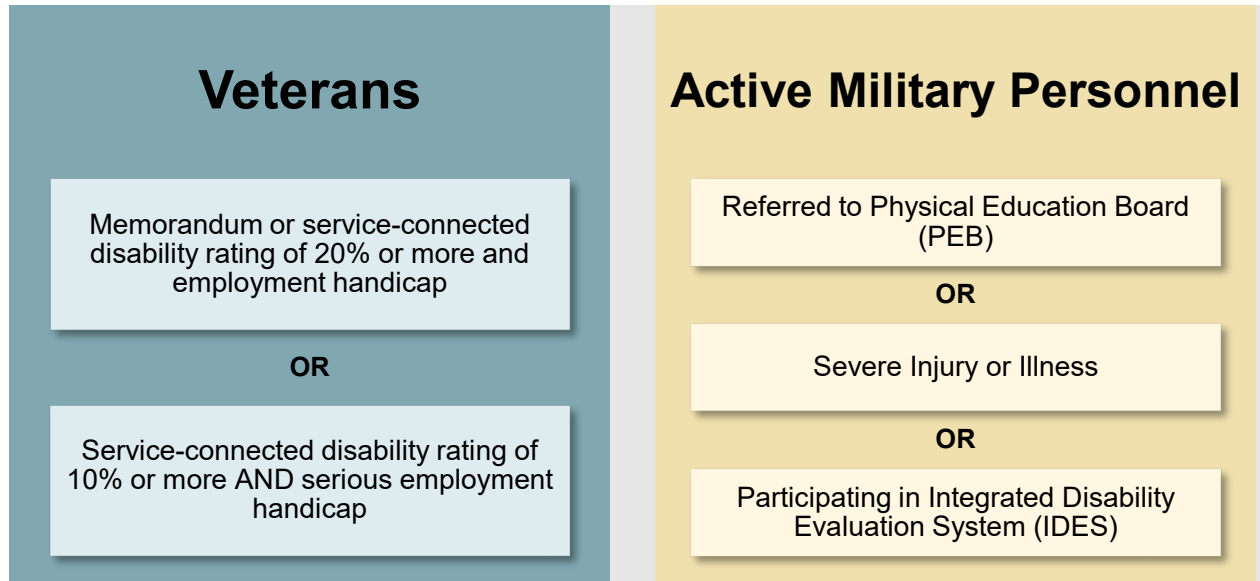 Veterans
Memorandum or service-connected
disability rating of 20% or more and
employment handicap
OR
Service-connected disability rating of
10% or more AND serious employment
handicap
Active Military Personnel
Referred to Physical Education Board
(PEB)
OR
Severe Injury or Illness
OR
Participating in Integrated Disability
Evaluation System (IDES)